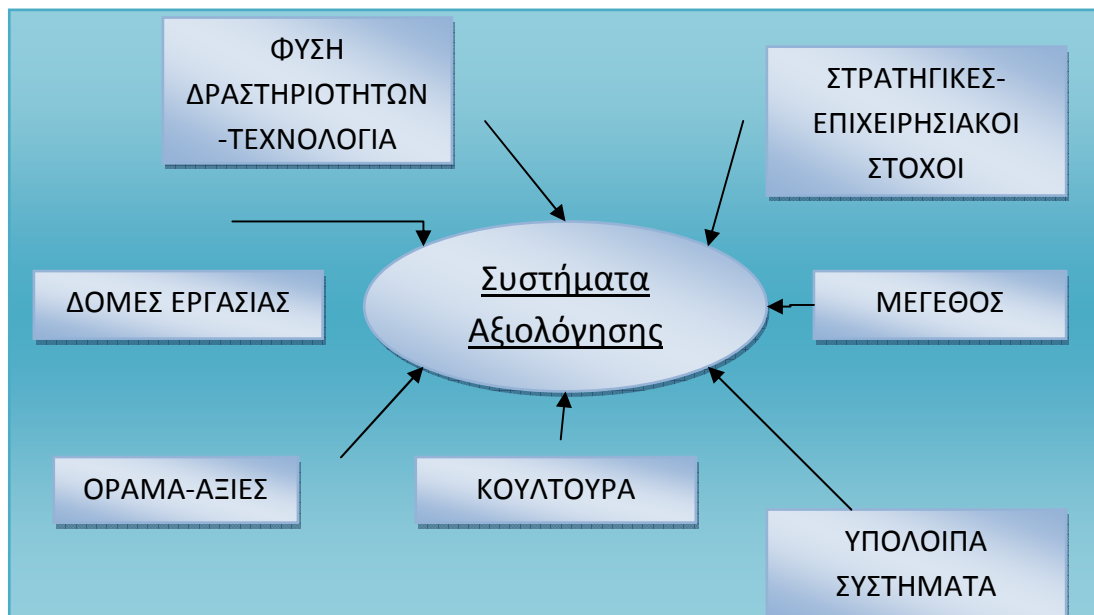 ΦΥΣΗ
ΔΡΑΣΤΗΡΙΟΤΗΤΩΝ
-ΤΕΧΝΟΛΟΓΙΑ
ΣΤΡΑΤΗΓΙΚΕΣ-
ΕΠΙΧΕΙΡΗΣΙΑΚΟΙ
ΣΤΟΧΟΙ
ΔΟΜΕΣ ΕΡΓΑΣΙΑΣ
Συστήματα
Αξιολόγησης
ΜΕΓΕΘΟΣ
ΟΡΑΜΑ-ΑΞΙΕΣ
ΚΟΥΛΤΟΥΡΑ
ΥΠΟΛΟΙΠΑ
ΣΥΣΤΗΜΑΤΑ